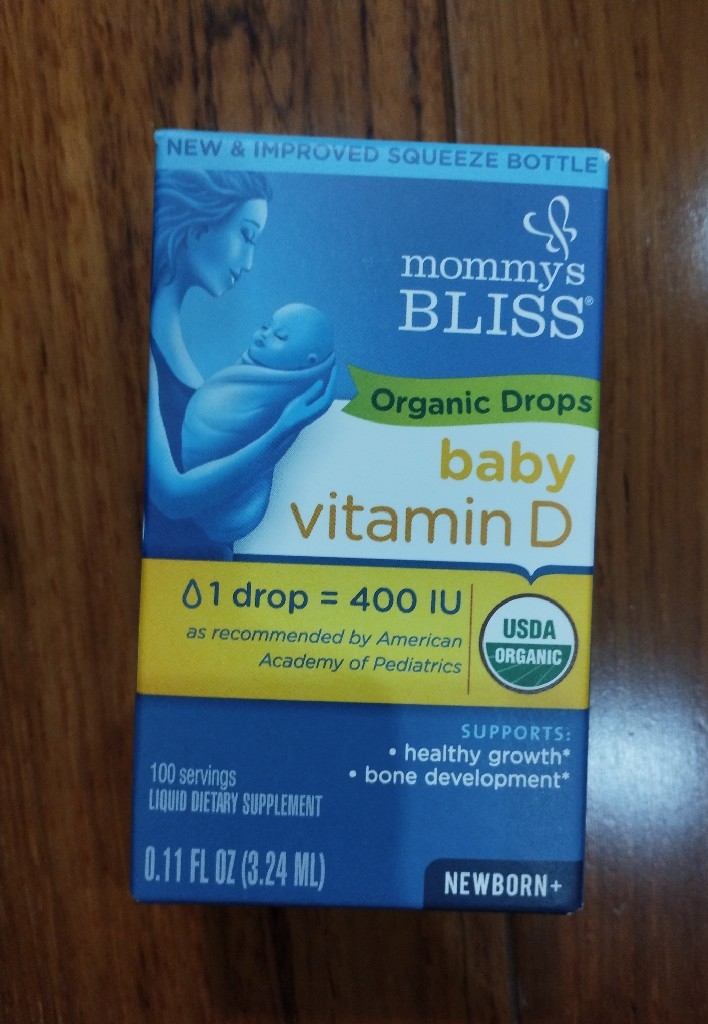 NEW & IMPROVED SQUEEZE BOTTLE
mommy's
BLISS®
Organic Drops
baby
vitamin D
1 drop = 400 IU
as recommended by American
Academy of Pediatrics
USDA
ORGANIC
SUPPORTS:
• healthy growth*
• bone development*
100 servings
LIQUID DIETARY SUPPLEMENT
0.11 FL OZ (3.24 ML)
NEWBORN+